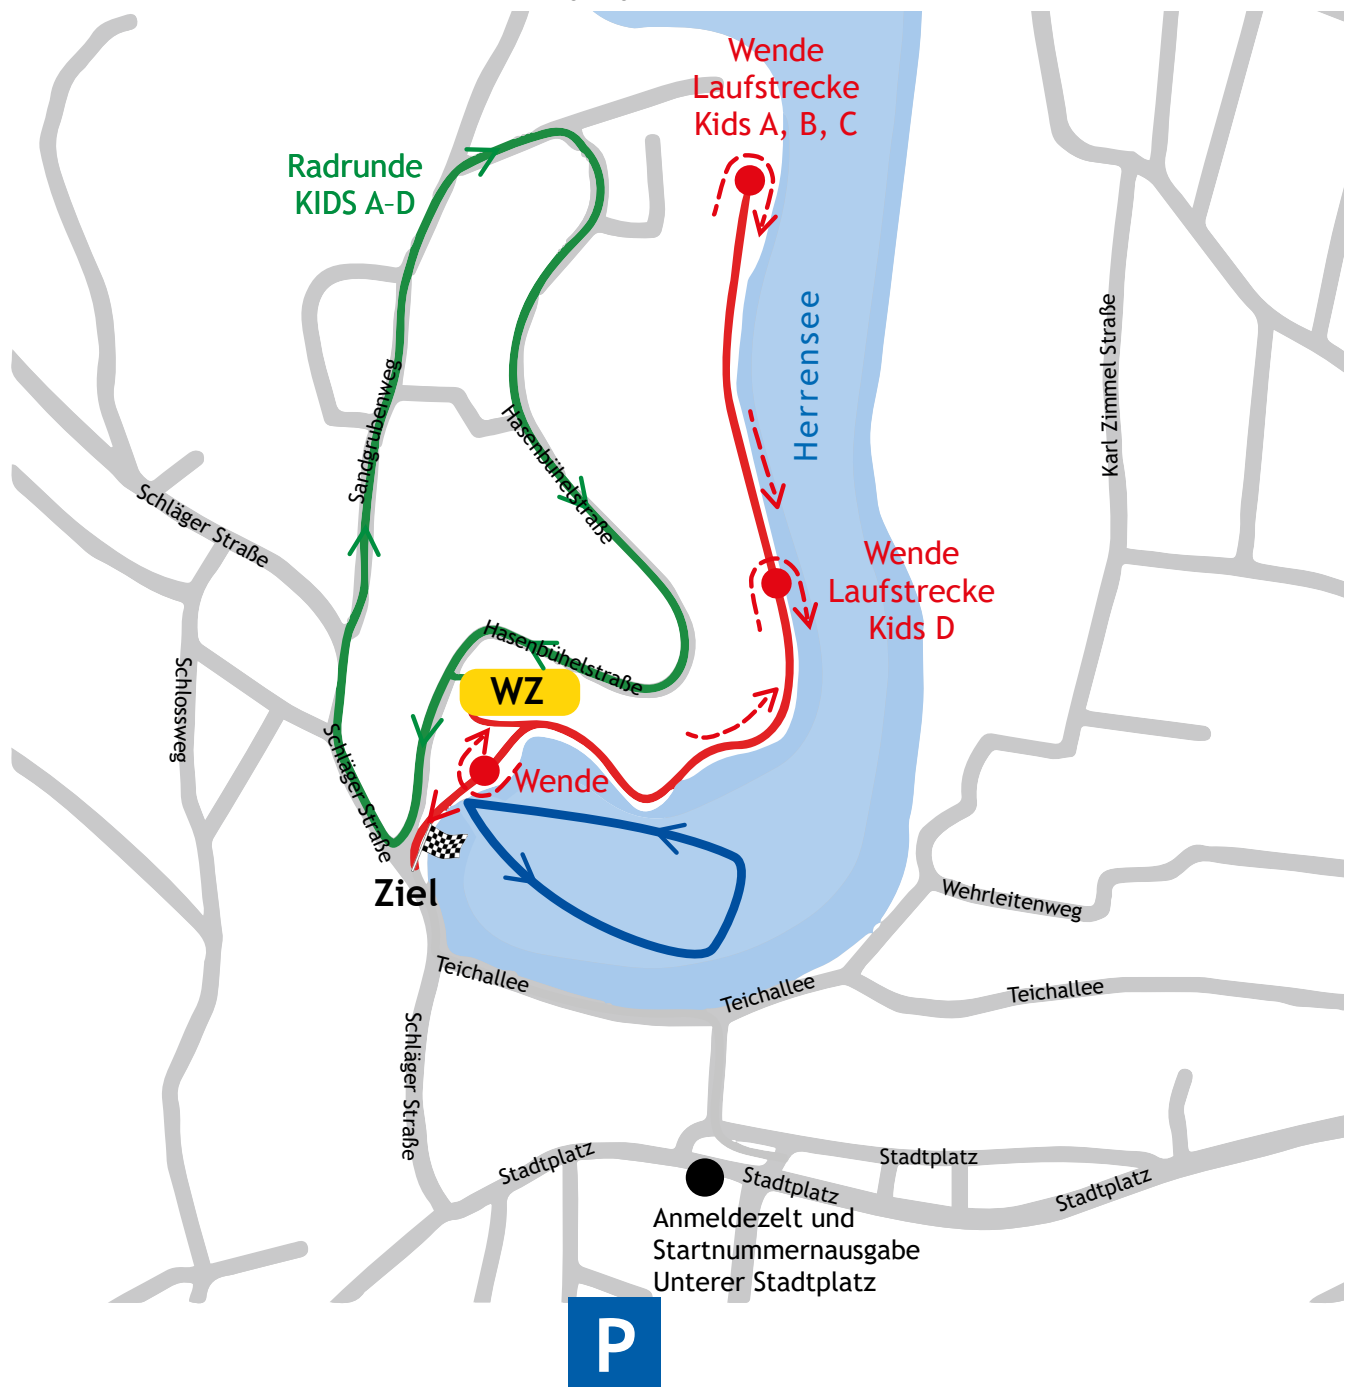 Wende
Laufstrecke
Kids A, B, C
Radrunde
KIDS A–D
Herrensee
Karl Zimmel Straße
Sandgrubenweg
Hasenbühelstraße
Schläger Straße
Wende
Laufstrecke
Kids D
Hasenbühelstraße
Schlossweg
WZ
Schläger Straße
Wende
Ziel
Wehrleitenweg
Teichallee
Teichallee
Teichallee
Schläger Straße
Stadtplatz
Stadtplatz
Stadtplatz
Stadtplatz
Anmeldezelt und
Startnummernausgabe
Unterer Stadtplatz
P